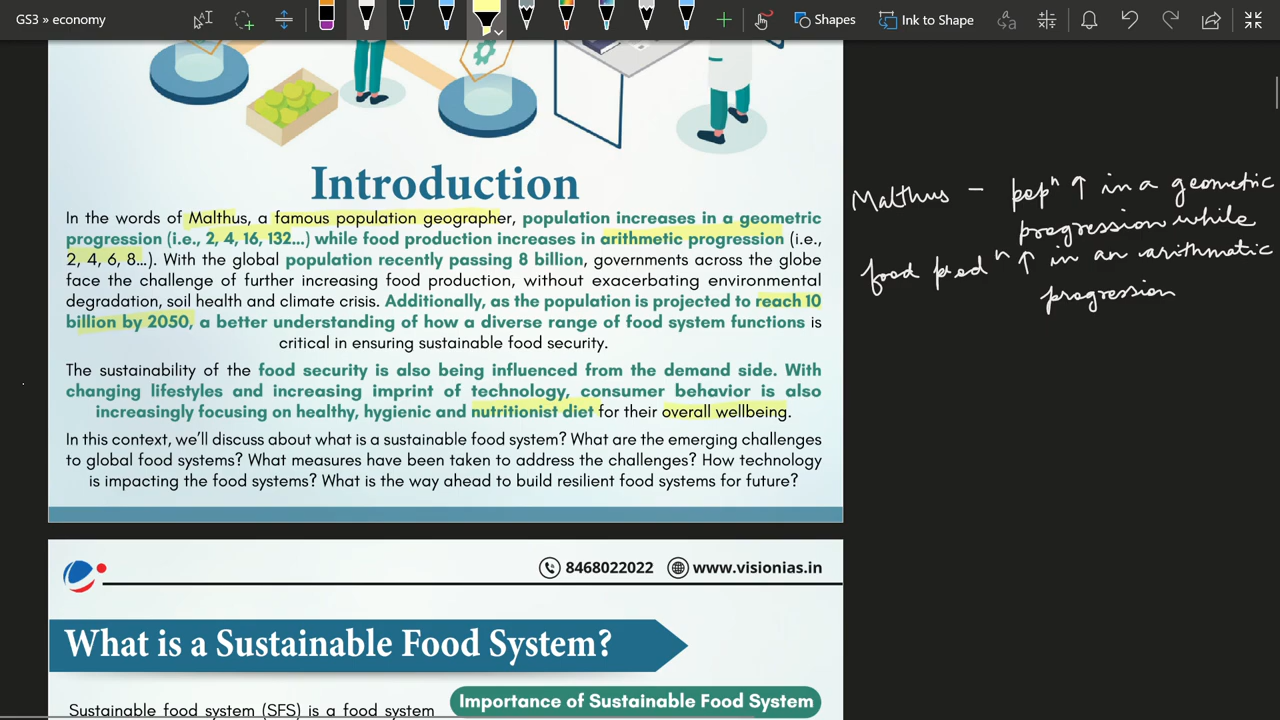 GS3 » economy
Shapes
Ink to Shape
Introduction
In the words of Malthus, a famous population geographer, population increases in a geometric
progression (i.e., 2, 4, 16, 132...) while food production increases in arithmetic progression (i.e.,
2, 4, 6, 8...). With the global population recently passing 8 billion, governments across the globe
face the challenge of further increasing food production, without exacerbating environmental
degradation, soil health and climate crisis. Additionally, as the population is projected to reach 10
billion by 2050, a better understanding of how a diverse range of food system functions is
critical in ensuring sustainable food security.
The sustainability of the food security is also being influenced from the demand side. With
changing lifestyles and increasing imprint of technology, consumer behavior is also
increasingly focusing on healthy, hygienic and nutritionist diet for their overall wellbeing.
In this context, we'll discuss about what is a sustainable food system? What are the emerging challenges
to global food systems? What measures have been taken to address the challenges? How technology
is impacting the food systems? What is the way ahead to build resilient food systems for future?
Malthus - popⁿ ↑ in a geometric
progression while
food prodⁿ ↑ in an arithmatic
progression
8468022022 www.visionias.in
What is a Sustainable Food System?
Importance of Sustainable Food System
Sustainable food system (SFS) is a food system